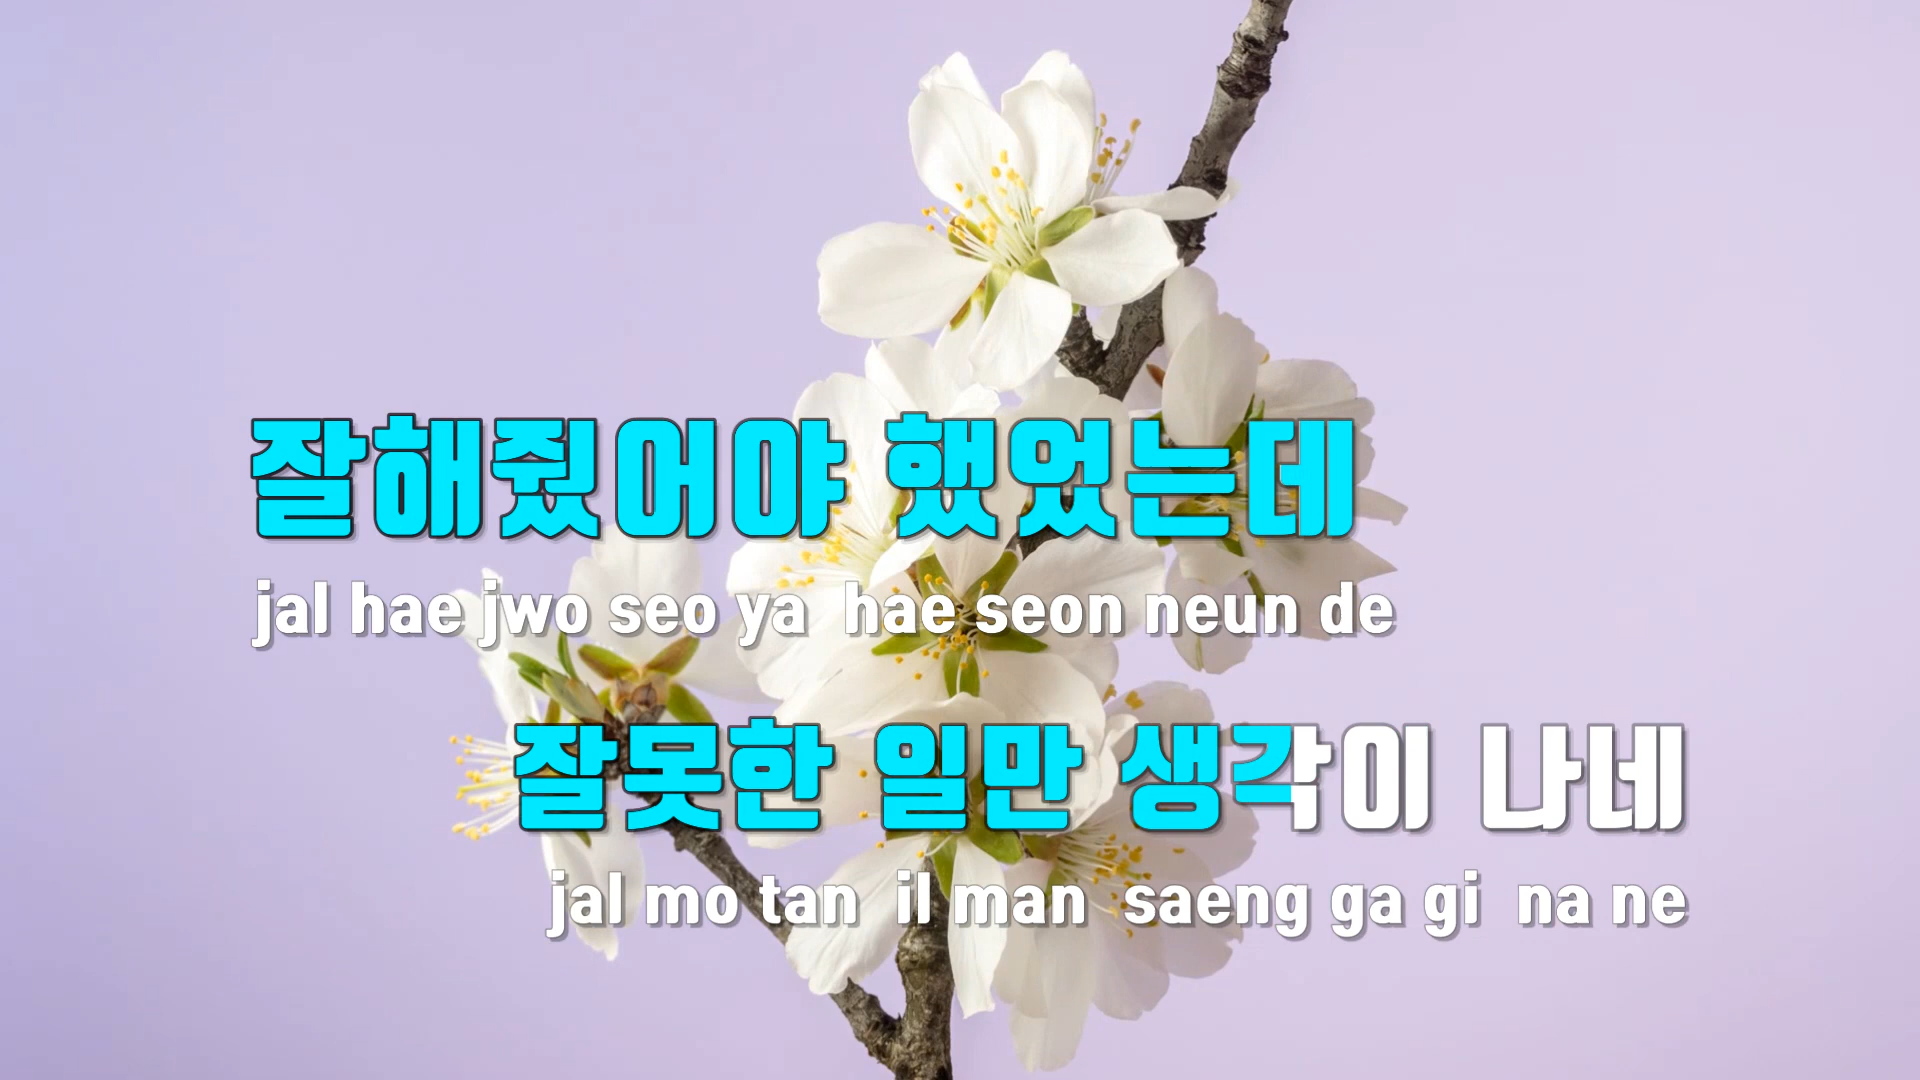 잘해줬어야 했었는데
jal hae jwo seo ya hae seon neun de
잘못한 일만 생각이 나네
jal mo tan il man saeng ga gi na ne